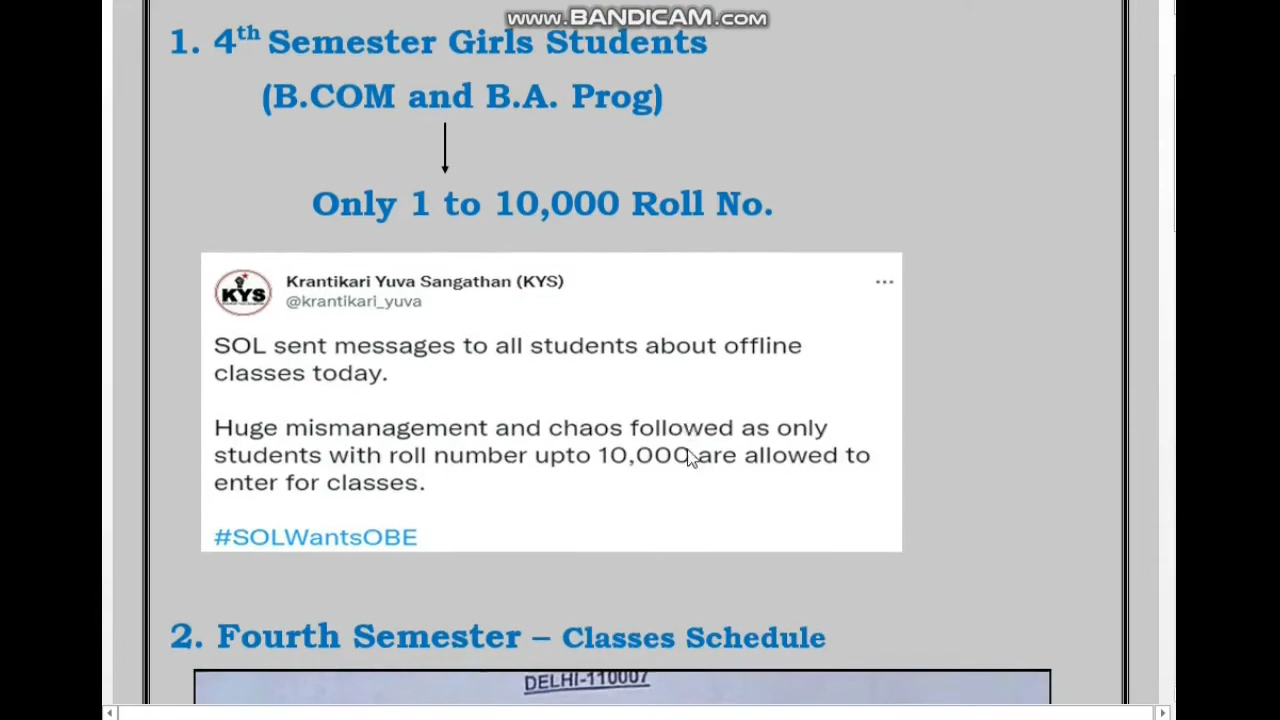 www.BANDICAM.com
1. 4th Semester Girls Students
(B.COM and B.A. Prog)
Only 1 to 10,000 Roll No.
Krantikari Yuva Sangathan (KYS)
KYS
@krantikari_yuva
SOL sent messages to all students about offline
classes today.
Huge mismanagement and chaos followed as only
students with roll number upto 10,000 are allowed to
enter for classes.
#SOLWantsOBE
2. Fourth Semester – Classes Schedule
DELHI-110007